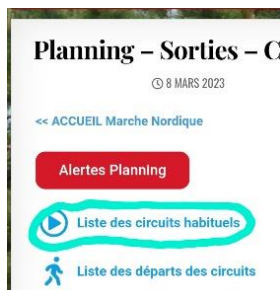 Planning – Sorties – C
8 MARS 2023
<< ACCUEIL Marche Nordique
Alertes Planning
Liste des circuits habituels
Liste des départs des circuits